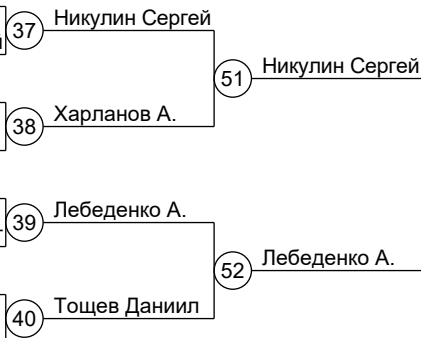 37 Никулин Сергей
51 Никулин Сергей
38 Харланов А.
39 Лебеденко А.
52 Лебеденко А.
40 Тощев Даниил